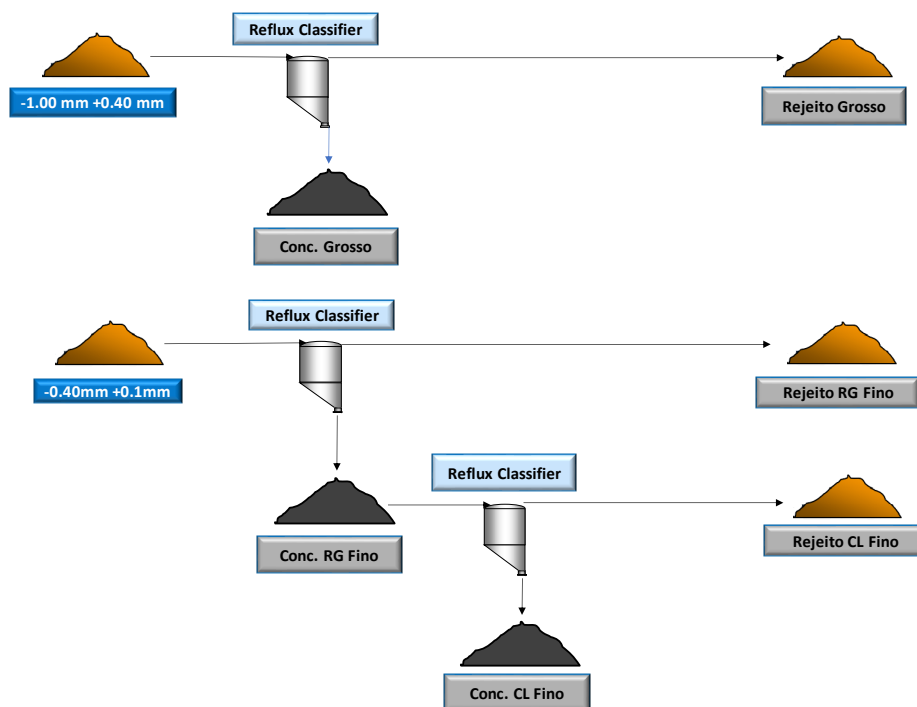 Reflux Classifier
-1.00 mm +0.40 mm
Rejeito Grosso
Conc. Grosso
Reflux Classifier
-0.40mm +0.1mm
Rejeito RG Fino
Reflux Classifier
Conc. RG Fino
Rejeito CL Fino
Conc. CL Fino